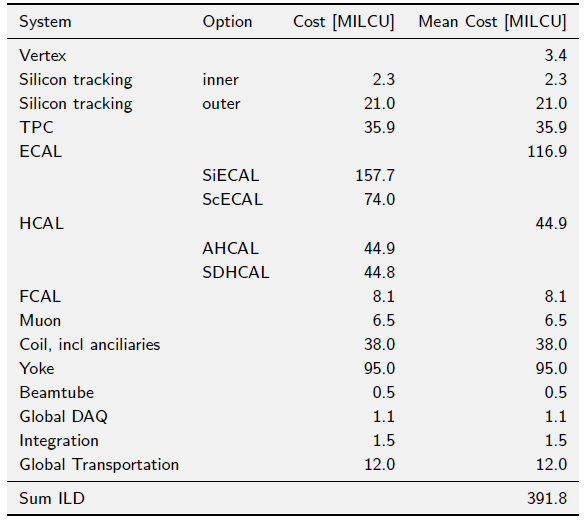 System Option Cost [MILCU] Mean Cost [MILCU]
Vertex 3.4
Silicon tracking inner 2.3 2.3
Silicon tracking outer 21.0 21.0
TPC 35.9 35.9
ECAL 116.9
SiECAL 157.7
ScECAL 74.0
HCAL 44.9
AHCAL 44.9
SDHCAL 44.8
FCAL 8.1 8.1
Muon 6.5 6.5
Coil, incl anciliaries 38.0 38.0
Yoke 95.0 95.0
Beamtube 0.5 0.5
Global DAQ 1.1 1.1
Integration 1.5 1.5
Global Transportation 12.0 12.0
Sum ILD 391.8